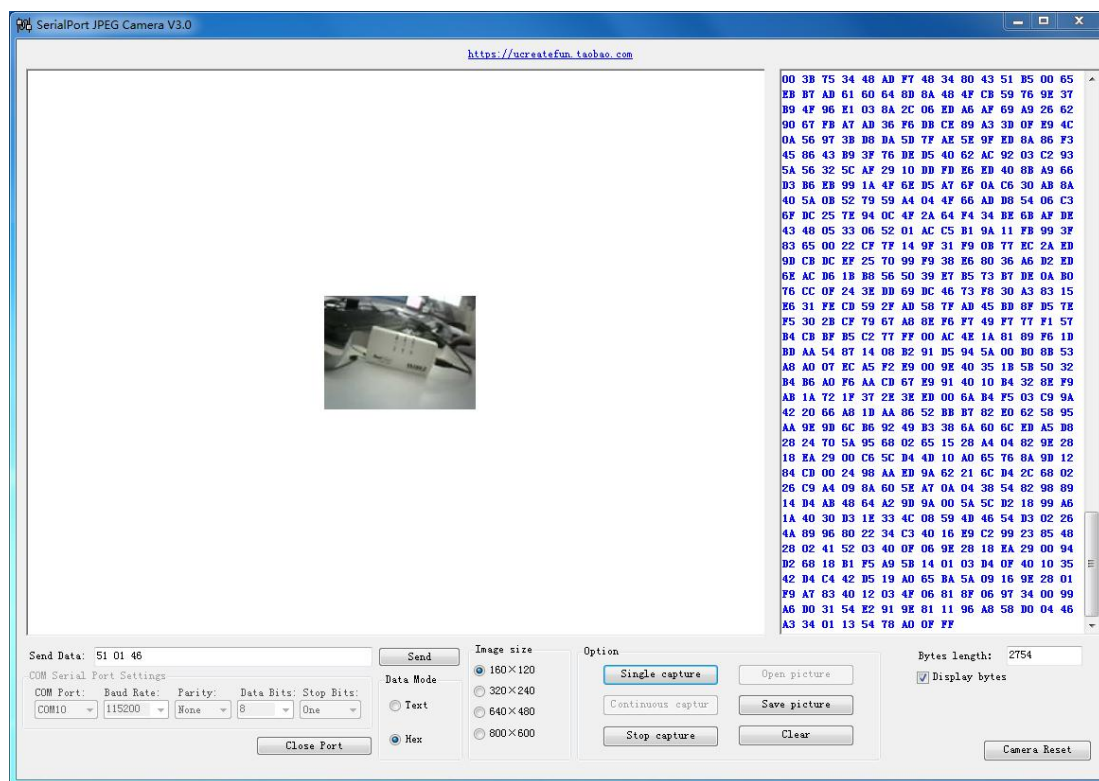 SerialPort JPEG Camera V3.0
https://ucreatefun.taobao.com
00 3B 75 34 48 AD F7 48 34 80 43 51 B5 00 65
EB B7 AD 61 60 64 8D 8A 48 4F CB 59 76 9E 37
B9 4F 96 E1 03 8A 2C 06 ED A6 AF 69 A9 26 62
90 67 FB A7 AD 36 F6 DB CE 89 A3 3D 0F E9 4C
0A 56 97 3B D8 DA 5D 7F AE 5E 9F ED 8A 86 F3
45 86 43 B9 3F 76 DE D5 40 62 AC 92 03 C2 93
5A 56 32 5C AF 29 10 DD FD E6 ED 40 8B A9 66
D3 B6 EB 99 1A 4F 6E D5 A7 6F 0A C6 30 AB 8A
40 5A 0B 52 79 59 A4 04 4F 66 AD D8 54 06 C3
6F DC 25 7E 94 0C 4F 2A 64 F4 34 BE 6B AF DE
43 48 05 33 06 52 01 AC C5 B1 9A 11 FB 99 3F
83 65 00 22 CF 7F 14 9F 31 F9 0B 77 EC 2A ED
9D CB DC EF 25 70 99 F9 38 E6 80 36 A6 D2 ED
6E AC D6 1B B8 56 50 39 E7 B5 73 B7 DE 0A B0
76 CC 0F 24 3E DD 69 DC 46 73 F8 30 A3 83 15
E6 31 FE CD 59 2F AD 58 7F AD 45 BD 8F D5 7E
F5 30 2B CF 79 67 A8 8E F6 F7 49 F7 77 F1 57
B4 CB BF B5 C2 77 FF 00 AC 4E 1A 81 89 F6 1D
BD AA 54 87 14 08 B2 91 D5 94 5A 00 B0 8B 53
A8 A0 07 EC A5 F2 E9 00 9E 40 35 1B 5B 50 32
B4 B6 A0 F6 AA CD 67 E9 91 40 10 B4 32 8E F9
AB 1A 72 1F 37 2E 3E ED 00 6A B4 F5 03 C9 9A
42 20 66 A8 1D AA 86 52 BB B7 82 E0 62 58 95
AA 9E 9D 6C B6 92 49 B3 38 6A 60 6C ED A5 D8
28 24 70 5A 95 68 02 65 15 28 A4 04 82 9E 28
18 EA 29 00 C6 5C D4 4D 10 A0 65 76 8A 9D 12
84 CD 00 24 98 AA ED 9A 62 21 6C D4 2C 68 02
26 C9 A4 09 8A 60 5E A7 0A 04 38 54 82 98 89
14 D4 AB 48 64 A2 9D 9A 00 5A 5C D2 18 99 A6
1A 40 30 D3 1E 33 4C 08 59 4D 46 54 D3 02 26
4A 89 96 80 22 34 C3 40 16 E9 C2 99 23 85 48
28 02 41 52 03 40 0F 06 9E 28 18 EA 29 00 94
D2 68 18 B1 F5 A9 5B 14 01 03 D4 0F 40 10 35
42 D4 C4 42 D5 19 A0 65 BA 5A 09 16 9E 28 01
F9 A7 83 40 12 03 4F 06 81 8F 06 97 34 00 99
A6 D0 31 54 E2 91 9E 81 11 96 A8 58 D0 04 46
A3 34 01 13 54 78 A0 0F FF
Send Data: 51 01 46
Send
COM Serial Port Settings
COM Port: Baud Rate: Parity: Data Bits: Stop Bits:
COM10 115200 None 8 One
Close Port
Data Mode
Text
Hex
Image size
160×120
320×240
640×480
800×600
Option
Single capture
Open picture
Continuous captur
Save picture
Stop capture
Clear
Bytes length: 2754
Display bytes
Camera Reset